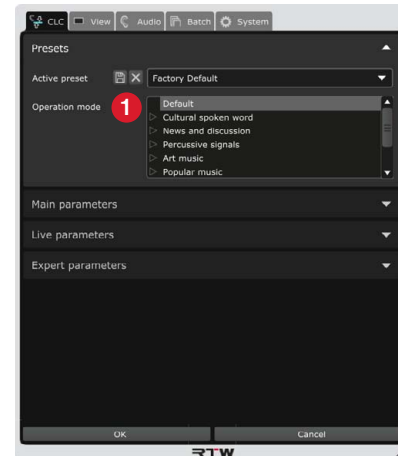 CLC View Audio Batch System
Presets
Active preset Factory Default
Operation mode 1 Default
Cultural spoken word
News and discussion
Percussive signals
Art music
Popular music
Main parameters
Live parameters
Expert parameters
OK Cancel
RTW